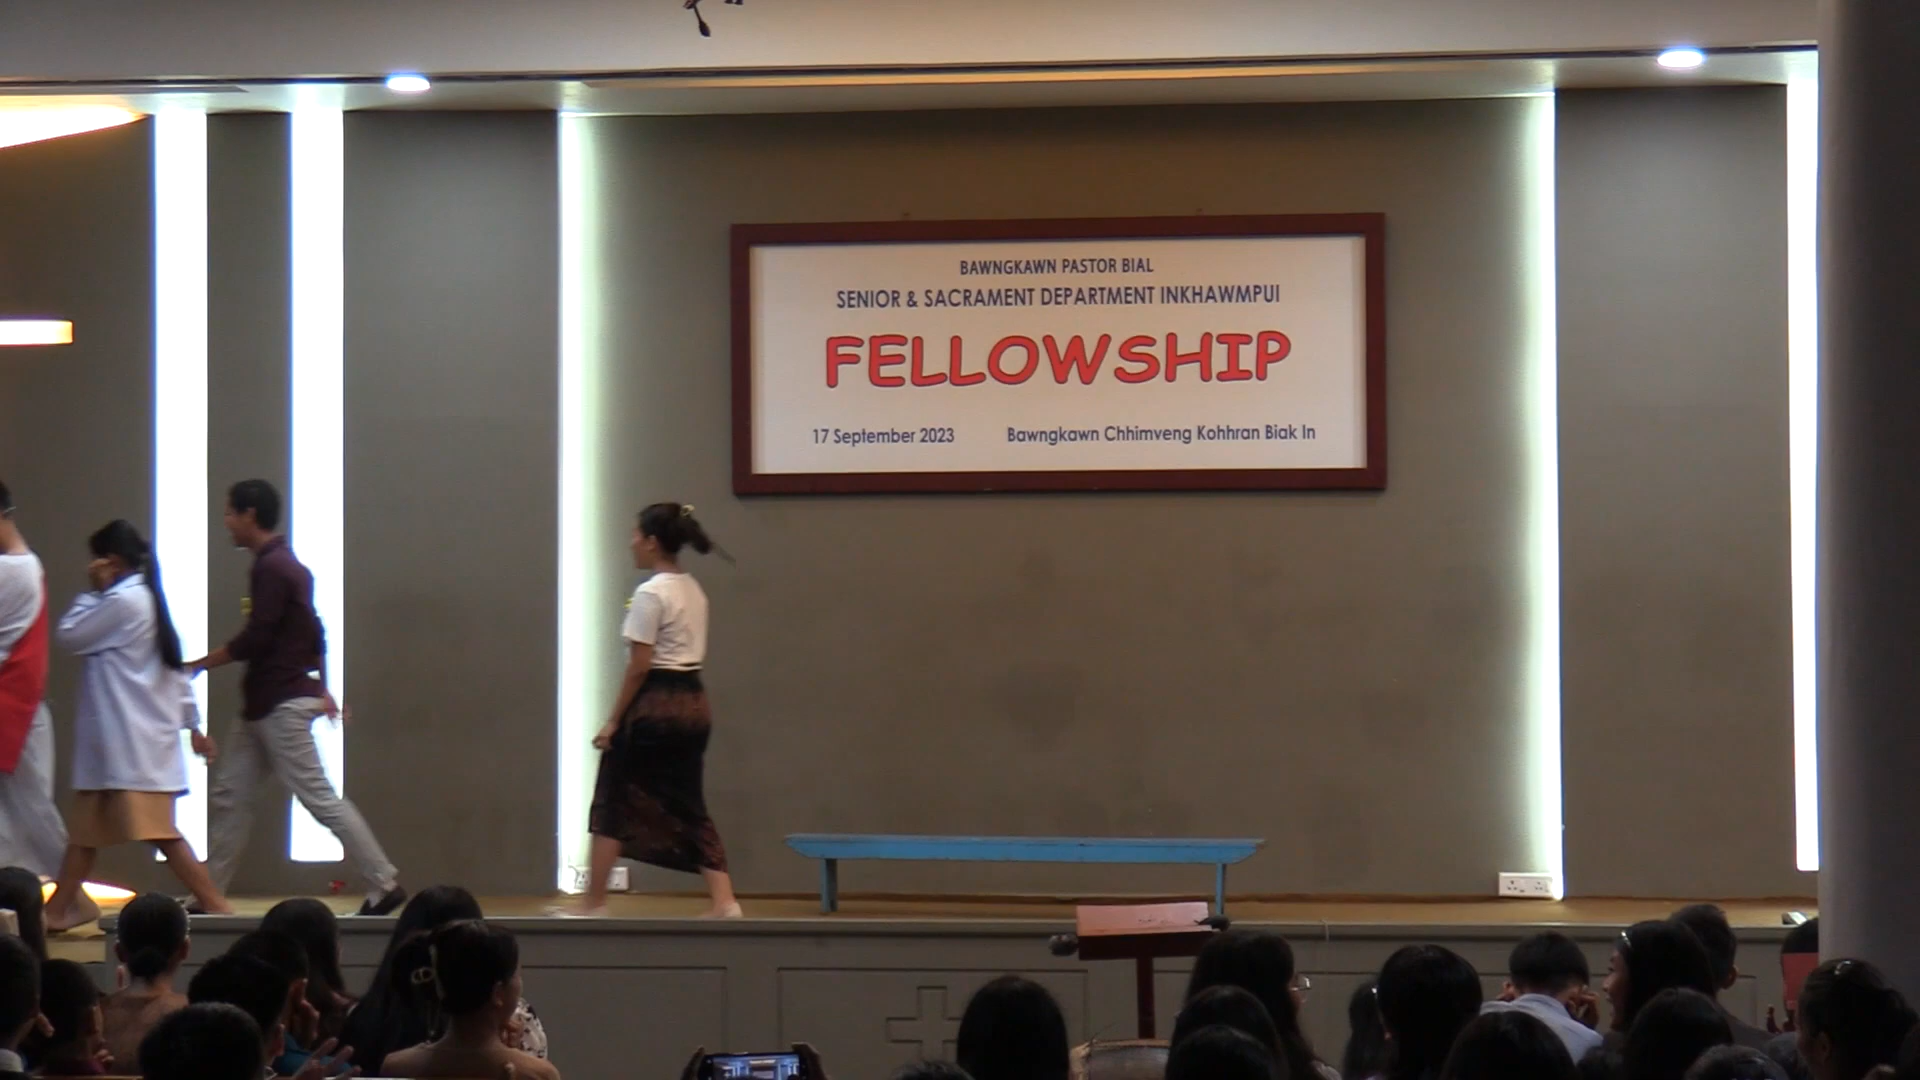 BAWNGKAWN PASTOR BIAL
SENIOR & SACRAMENT DEPARTMENT INKHAWMPUI
FELLOWSHIP
17 September 2023 Bawngkawn Chhimveng Kohhran Biak In